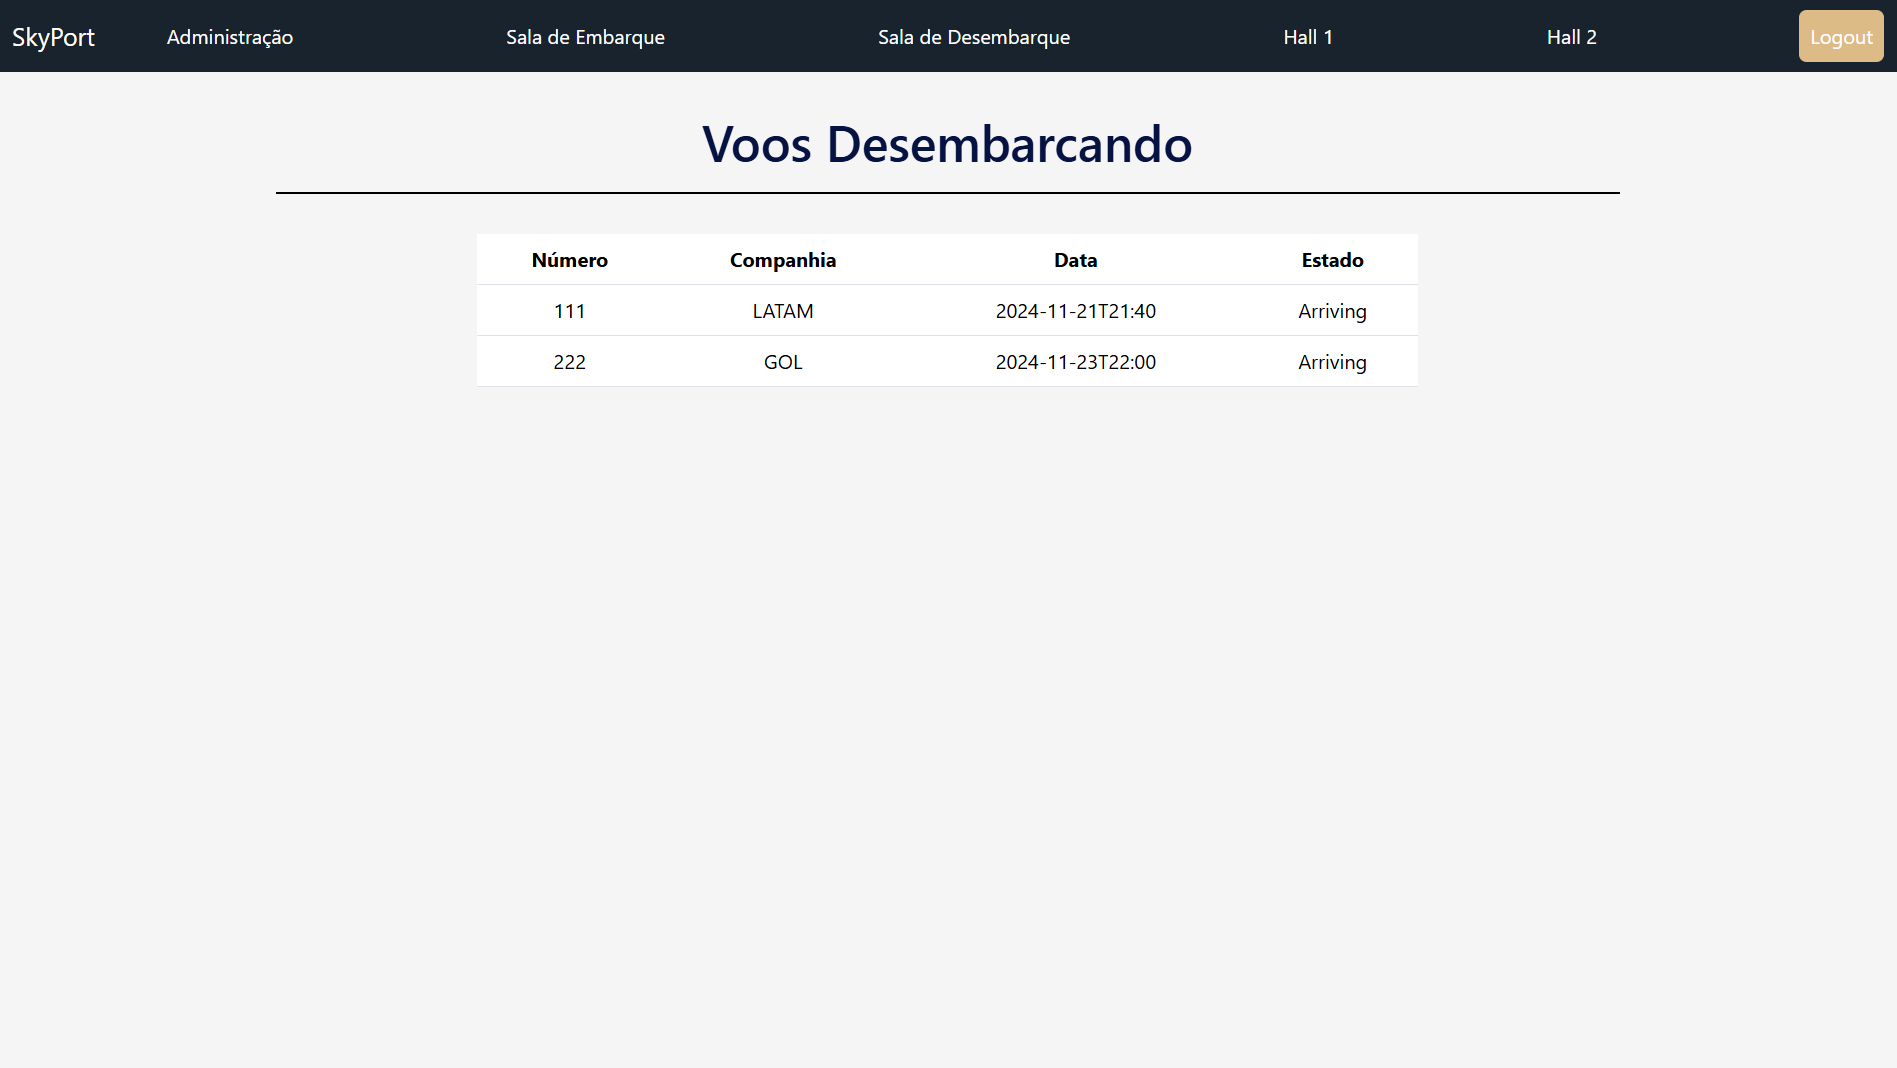 SkyPort Administração Sala de Embarque Sala de Desembarque Hall 1 Hall 2 Logout
Voos Desembarcando
Número Companhia Data Estado
111 LATAM 2024-11-21T21:40 Arriving
222 GOL 2024-11-23T22:00 Arriving